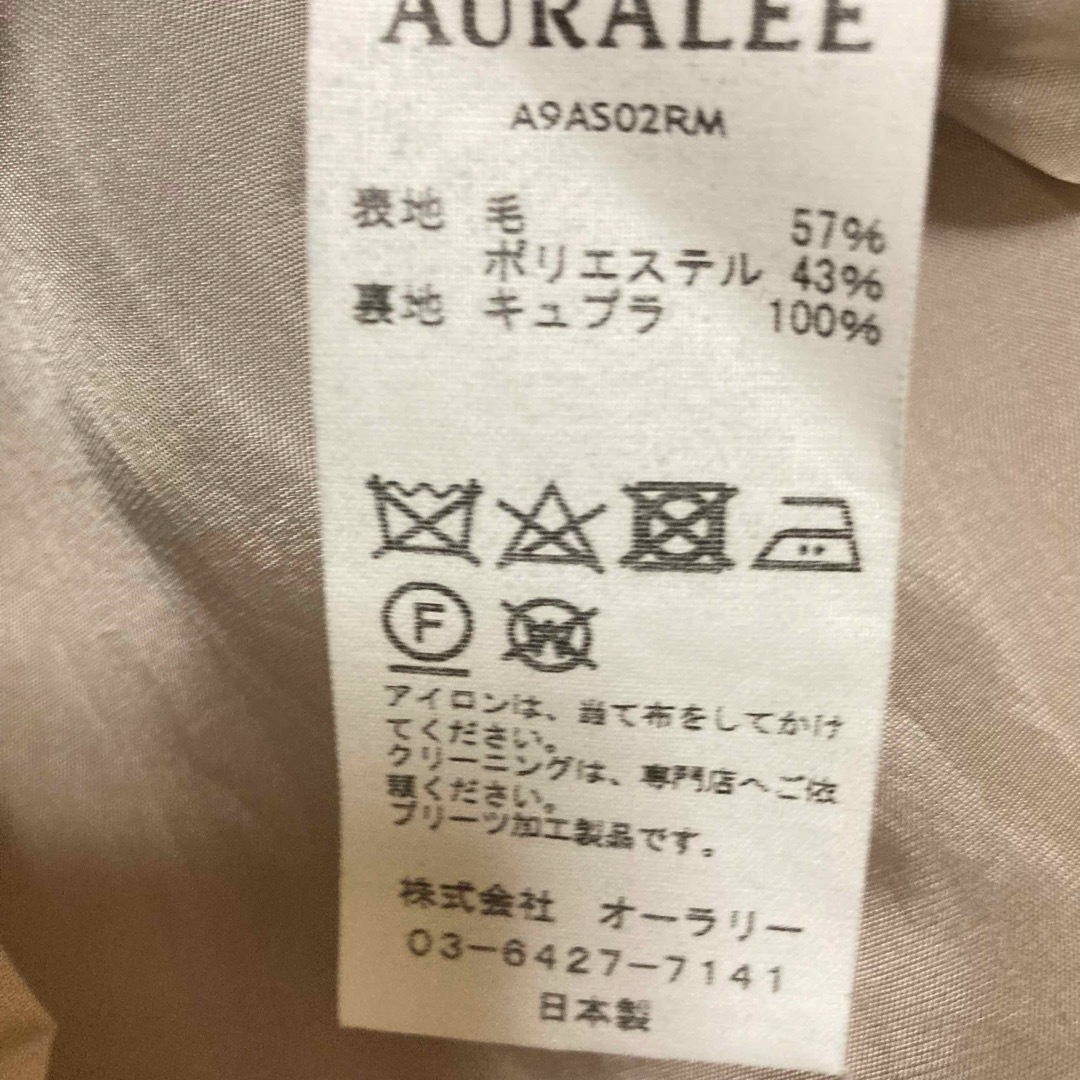 AURALEE
A9AS02RM
表地 毛 57%
ポリエステル 43%
裏地 キュプラ 100%
F
W
アイロンは、当て布をしてかけ
てください。
クリーニングは、専門店へご依
頼ください。
プリーツ加工製品です。
株式会社 オーラリー
03-6427-7141
日本製